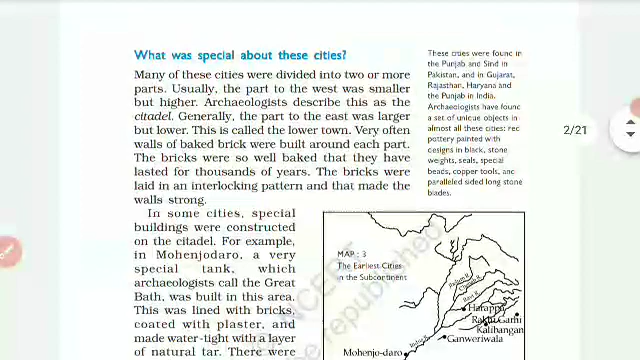 What was special about these cities?
Many of these cities were divided into two or more
parts. Usually, the part to the west was smaller
but higher. Archaeologists describe this as the
citadel. Generally, the part to the east was larger
but lower. This is called the lower town. Very often
walls of baked brick were built around each part.
The bricks were so well baked that they have
lasted for thousands of years. The bricks were
laid in an interlocking pattern and that made the
walls strong.
In some cities, special
buildings were constructed
on the citadel. For example,
in Mohenjodaro, a very
special tank, which
archaeologists call the Great
Bath, was built in this area.
This was lined with bricks,
coated with plaster, and
made water-tight with a layer
of natural tar. There were
These cities were found in
the Punjab and Sind in
Pakistan, and in Gujarat,
Rajasthan, Haryana and
the Punjab in India.
Archaeologists have found
a set of unique objects in
almost all these cities: red
pottery painted with
designs in black, stone
weights, seals, special
beads, copper tools, and
paralleled sided long stone
blades.
2/21
MAP : 3
The Earliest Cities
in the Subcontinent
Jhelum R.
Chenab R.
Ravi R.
Harappa
Rakhi Garhi
Kalibangan
Ganweriwala
Indus R.
Mohenjo-daro
NCERT
be republished